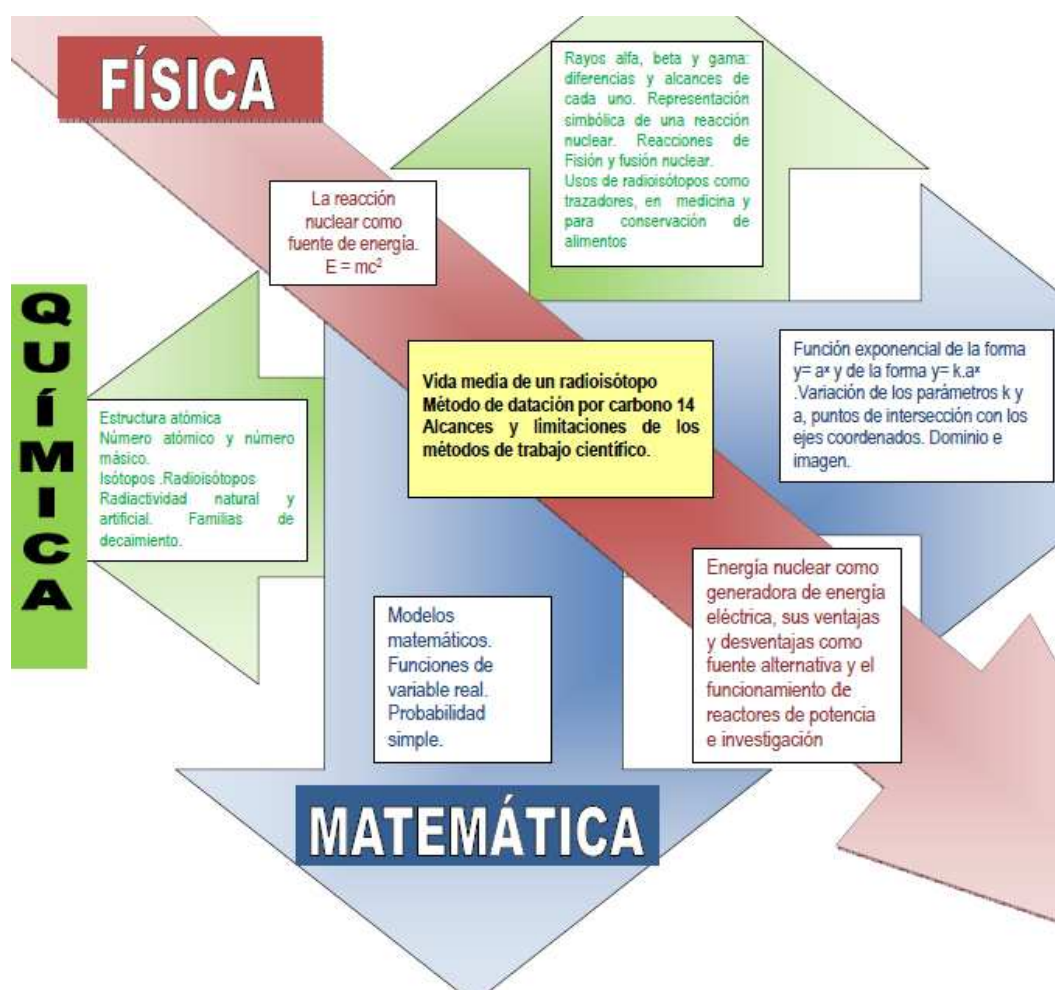 FÍSICA
Rayos alfa, beta y gama:
diferencias y alcances de
cada uno. Representación
simbólica de una reacción
nuclear. Reacciones de
Fisión y fusión nuclear.
Usos de radioisótopos como
trazadores, en medicina y
para conservación de
alimentos
La reacción
nuclear como
fuente de energía.
E = mc²
QUÍMICA
Estructura atómica
Número atómico y número
másico.
Isótopos .Radioisótopos
Radiactividad natural y
artificial. Familias de
decaimiento.
Vida media de un radioisótopo
Método de datación por carbono 14
Alcances y limitaciones de los
métodos de trabajo científico.
Función exponencial de la forma
y= aˣ y de la forma y= k.aˣ
.Variación de los parámetros k y
a, puntos de intersección con los
ejes coordenados. Dominio e
imagen.
Modelos
matemáticos.
Funciones de
variable real.
Probabilidad
simple.
Energía nuclear como
generadora de energía
eléctrica, sus ventajas
y desventajas como
fuente alternativa y el
funcionamiento de
reactores de potencia
e investigación
MATEMÁTICA